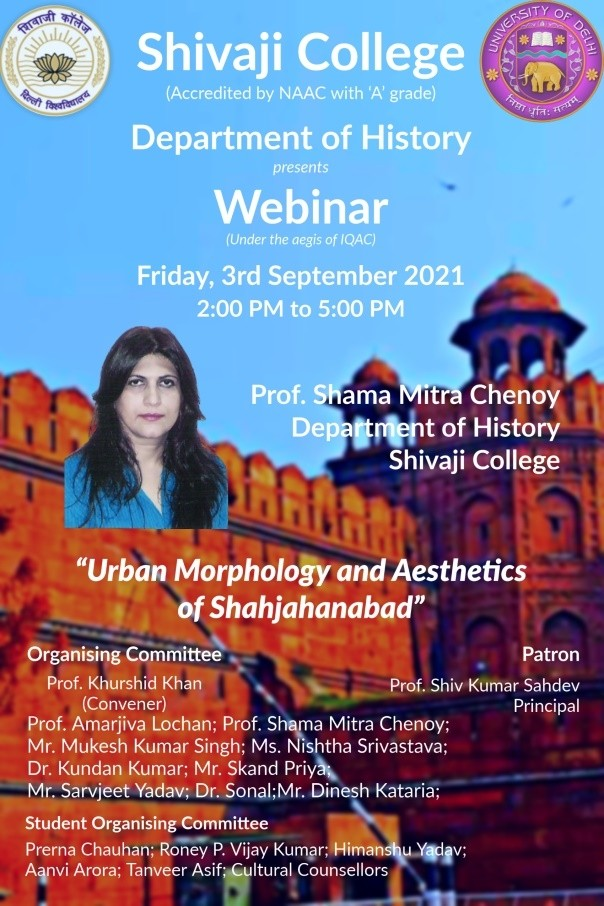 शिवाजी कॉलेज
दिल्ली विश्वविद्यालय
UNIVERSITY OF DELHI
निष्ठा धृति: सत्यम्
Shivaji College
(Accredited by NAAC with ‘A’ grade)
Department of History
presents
Webinar
(Under the aegis of IQAC)
Friday, 3rd September 2021
2:00 PM to 5:00 PM
Prof. Shama Mitra Chenoy
Department of History
Shivaji College
“Urban Morphology and Aesthetics
of Shahjahanabad”
Organising Committee
Prof. Khurshid Khan
(Convener)
Prof. Amarjiva Lochan; Prof. Shama Mitra Chenoy;
Mr. Mukesh Kumar Singh; Ms. Nishtha Srivastava;
Dr. Kundan Kumar; Mr. Skand Priya;
Mr. Sarvjeet Yadav; Dr. Sonal;Mr. Dinesh Kataria;
Patron
Prof. Shiv Kumar Sahdev
Principal
Student Organising Committee
Prerna Chauhan; Roney P. Vijay Kumar; Himanshu Yadav;
Aanvi Arora; Tanveer Asif; Cultural Counsellors